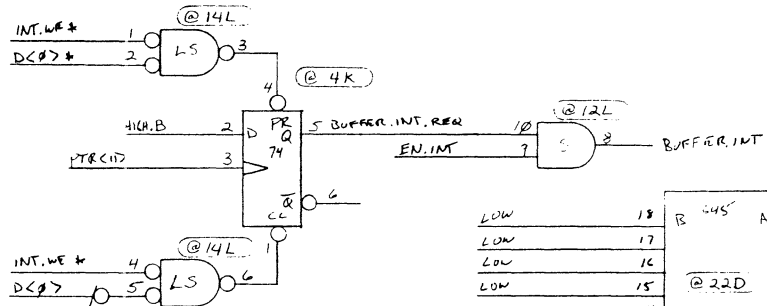 @ 14L
INT.WE * 1
D<0> * 2 LS 3
@ 4K
4
HIGH.B 2 D PR Q 5 BUFFER.INT.REQ 10 @ 12L
74
PTR<11> 3 EN.INT 9 S 8 BUFFER.INT
Q 6
CL
1
@ 14L
INT.WE * 4
D<0> 5 LS 6
LOW 18 B 645 A
LOW 17
LOW 16
LOW 15 @ 22D